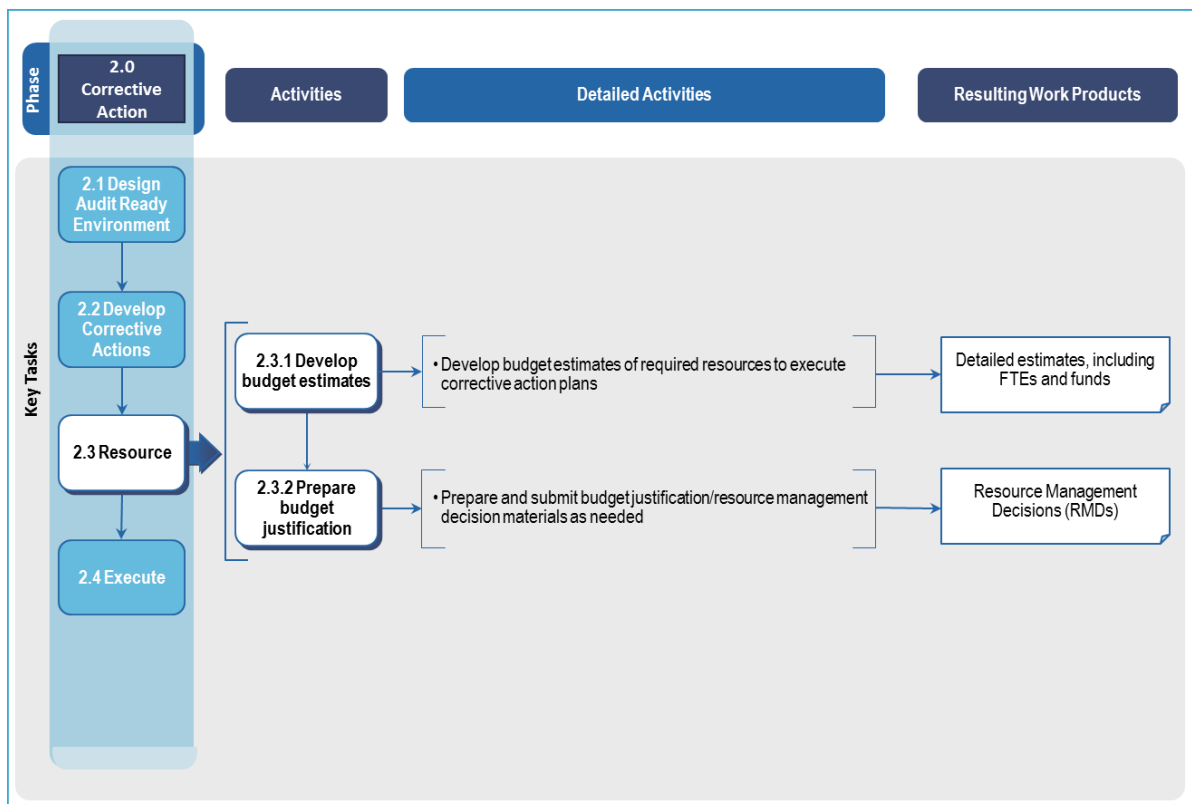 Phase
2.0
Corrective
Action
Activities
Detailed Activities
Resulting Work Products
Key Tasks
2.1 Design
Audit Ready
Environment
2.2 Develop
Corrective
Actions
2.3 Resource
2.4 Execute
2.3.1 Develop
budget estimates
• Develop budget estimates of required resources to execute
corrective action plans
Detailed estimates, including
FTEs and funds
2.3.2 Prepare
budget
justification
• Prepare and submit budget justification/resource management
decision materials as needed
Resource Management
Decisions (RMDs)